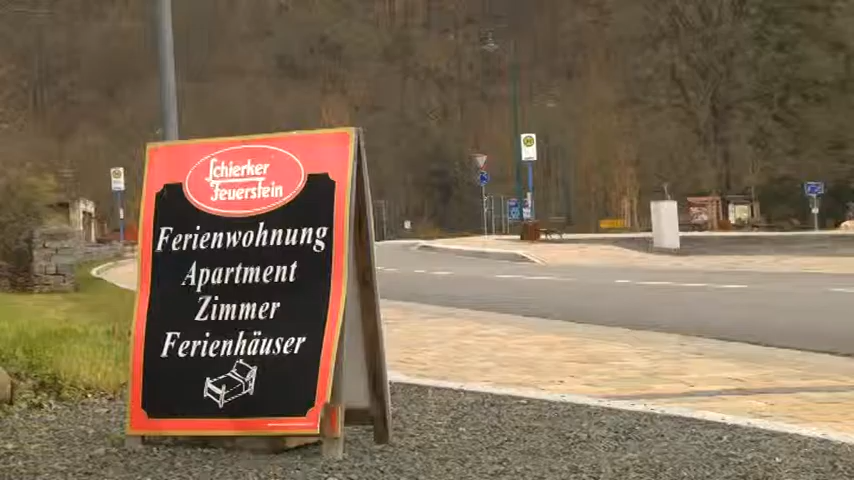 Schierker
Feuerstein
Ferienwohnung
Apartment
Zimmer
Ferienhäuser